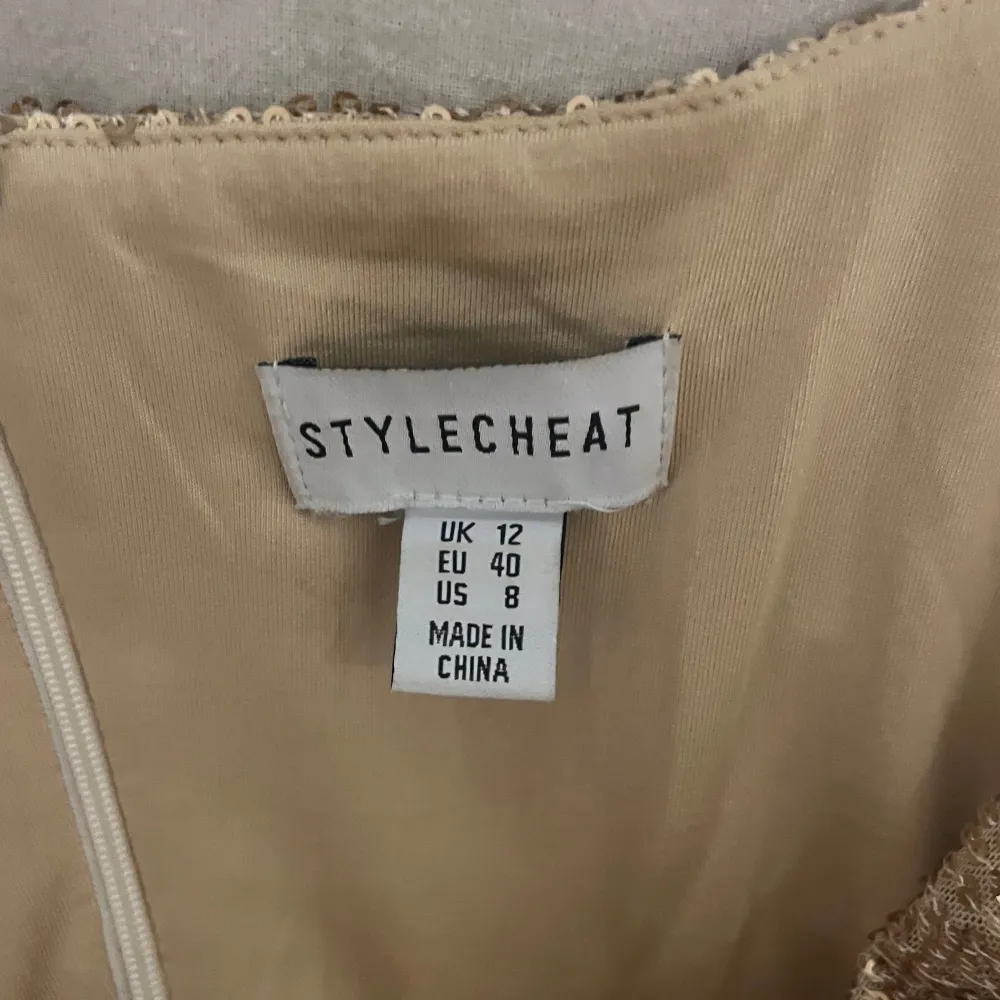 STYLECHEAT
UK 12
EU 40
US 8
MADE IN
CHINA